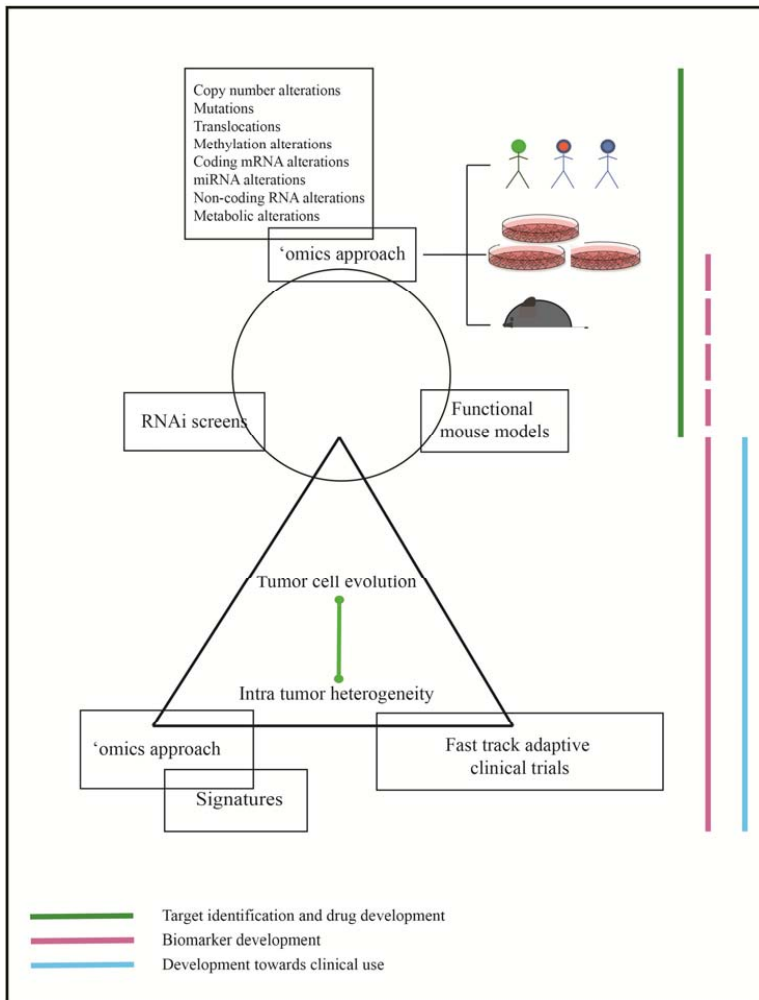 Copy number alterations
Mutations
Translocations
Methylation alterations
Coding mRNA alterations
miRNA alterations
Non-coding RNA alterations
Metabolic alterations
‘omics approach
RNAi screens
Functional
mouse models
Tumor cell evolution
Intra tumor heterogeneity
‘omics approach
Signatures
Fast track adaptive
clinical trials
Target identification and drug development
Biomarker development
Development towards clinical use